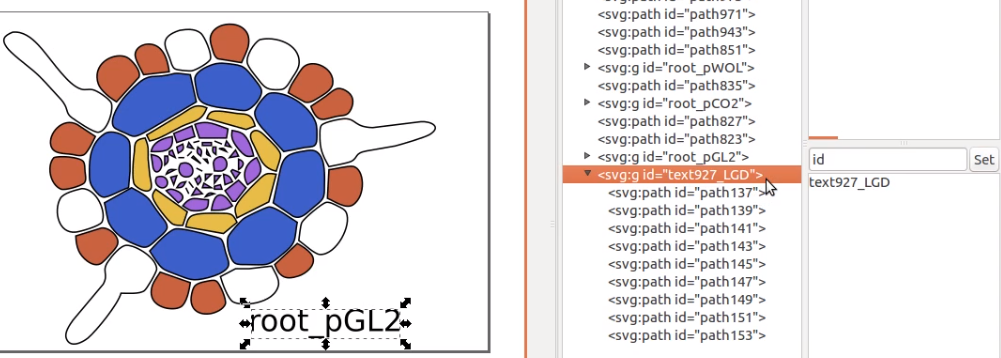 <svg:path id="path971">
<svg:path id="path943">
<svg:path id="path851">
<svg:g id="root_pWOL">
<svg:path id="path835">
<svg:g id="root_pCO2">
<svg:path id="path827">
<svg:path id="path823">
<svg:g id="root_pGL2">
<svg:g id="text927_LGD">
<svg:path id="path137">
<svg:path id="path139">
<svg:path id="path141">
<svg:path id="path143">
<svg:path id="path145">
<svg:path id="path147">
<svg:path id="path149">
<svg:path id="path151">
<svg:path id="path153">
id Set
text927_LGD
root_pGL2